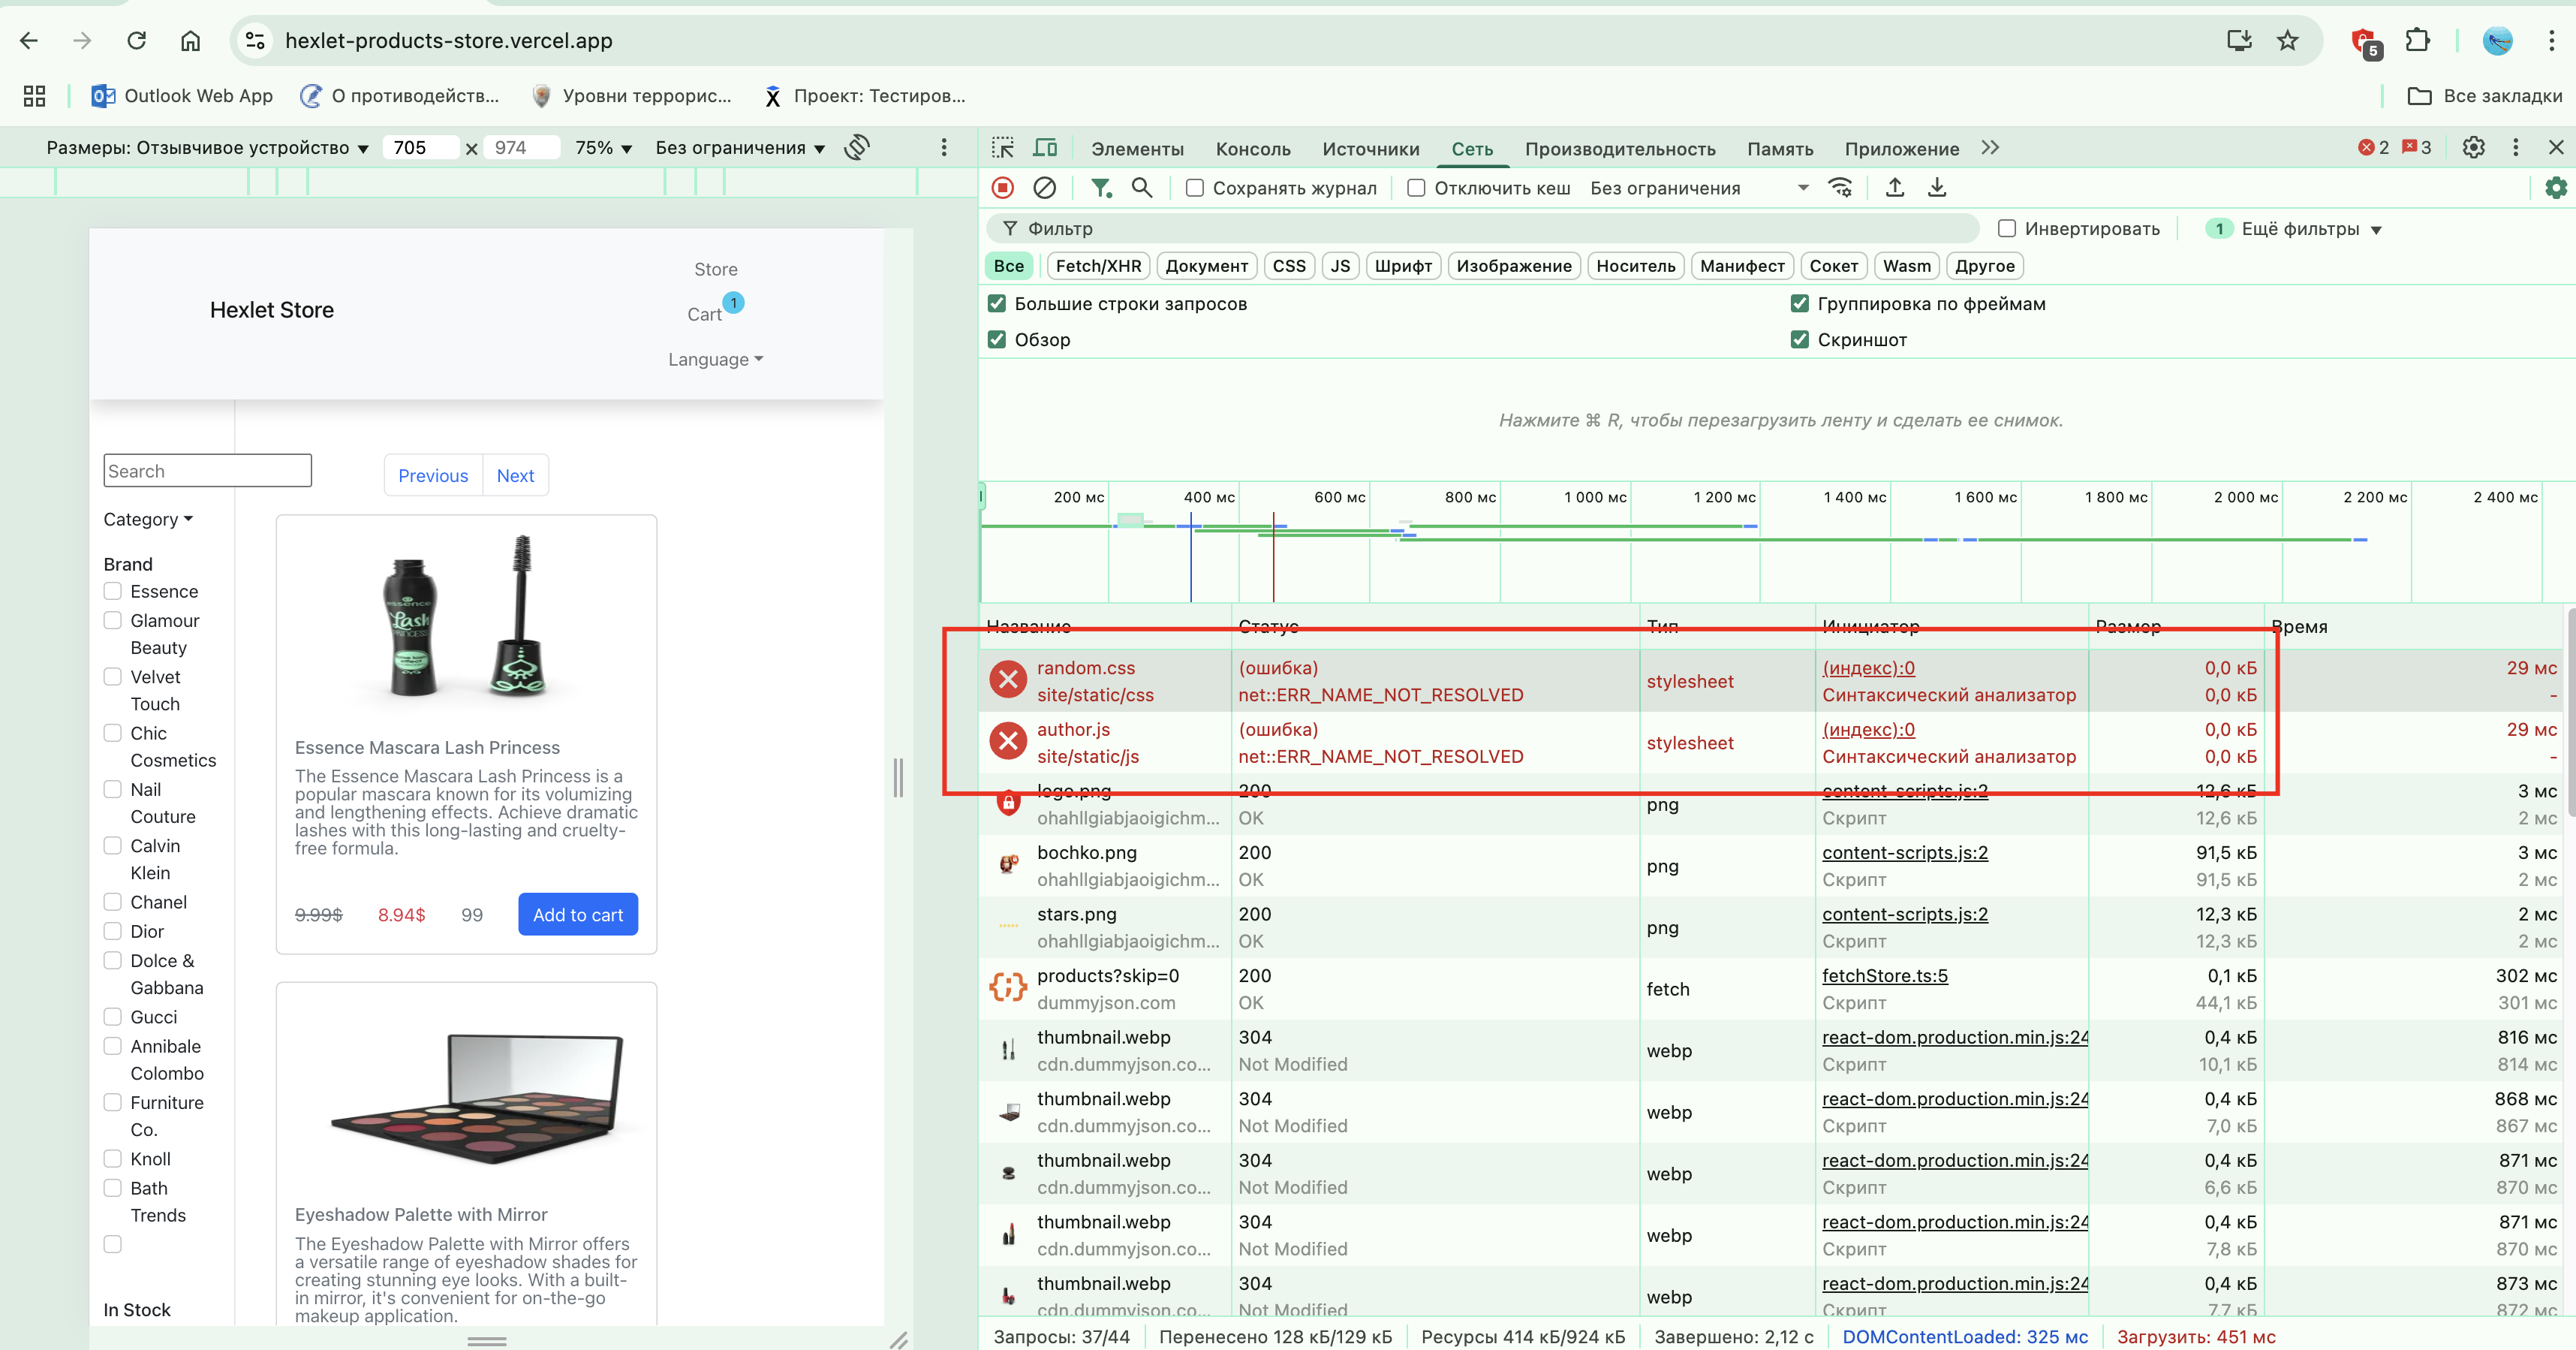 hexlet-products-store.vercel.app
5
Outlook Web App
О противодейств...
Уровни террорис...
Проект: Тестиров...
Все закладки
Размеры: Отзывчивое устройство 705 x 974 75% Без ограничения
Store
Hexlet Store
Cart 1
Language
Search
Previous Next
Category
Brand
Essence
Glamour
Beauty
Velvet
Touch
Chic
Cosmetics
Nail
Couture
Calvin
Klein
Chanel
Dior
Dolce &
Gabbana
Gucci
Annibale
Colombo
Furniture
Co.
Knoll
Bath
Trends
In Stock
essence
Lash
PRINCESS
Essence Mascara Lash Princess
The Essence Mascara Lash Princess is a
popular mascara known for its volumizing
and lengthening effects. Achieve dramatic
lashes with this long-lasting and cruelty-
free formula.
9.99$ 8.94$ 99 Add to cart
Eyeshadow Palette with Mirror
The Eyeshadow Palette with Mirror offers
a versatile range of eyeshadow shades for
creating stunning eye looks. With a built-
in mirror, it's convenient for on-the-go
makeup application.
Элементы Консоль Источники Сеть Производительность Память Приложение 2 3
Сохранять журнал Отключить кеш Без ограничения
Фильтр Инвертировать 1 Ещё фильтры
Все Fetch/XHR Документ CSS JS Шрифт Изображение Носитель Манифест Сокет Wasm Другое
Большие строки запросов Группировка по фреймам
Обзор Скриншот
Нажмите ⌘ R, чтобы перезагрузить ленту и сделать ее снимок.
200 мс 400 мс 600 мс 800 мс 1 000 мс 1 200 мс 1 400 мс 1 600 мс 1 800 мс 2 000 мс 2 200 мс 2 400 мс
Название Статус Тип Инициатор Размер Время
random.css (ошибка) stylesheet (индекс):0 0,0 кБ 29 мс
site/static/css net::ERR_NAME_NOT_RESOLVED Синтаксический анализатор 0,0 кБ -
author.js (ошибка) stylesheet (индекс):0 0,0 кБ 29 мс
site/static/js net::ERR_NAME_NOT_RESOLVED Синтаксический анализатор 0,0 кБ -
logo.png 200 png content-scripts.js:2 12,6 кБ 3 мс
ohahllgiabjaoigichm... OK Скрипт 12,6 кБ 2 мс
bochko.png 200 png content-scripts.js:2 91,5 кБ 3 мс
ohahllgiabjaoigichm... OK Скрипт 91,5 кБ 2 мс
stars.png 200 png content-scripts.js:2 12,3 кБ 2 мс
ohahllgiabjaoigichm... OK Скрипт 12,3 кБ 2 мс
products?skip=0 200 fetch fetchStore.ts:5 0,1 кБ 302 мс
dummyjson.com OK Скрипт 44,1 кБ 301 мс
thumbnail.webp 304 webp react-dom.production.min.js:24 0,4 кБ 816 мс
cdn.dummyjson.co... Not Modified Скрипт 10,1 кБ 814 мс
thumbnail.webp 304 webp react-dom.production.min.js:24 0,4 кБ 868 мс
cdn.dummyjson.co... Not Modified Скрипт 7,0 кБ 867 мс
thumbnail.webp 304 webp react-dom.production.min.js:24 0,4 кБ 871 мс
cdn.dummyjson.co... Not Modified Скрипт 6,6 кБ 870 мс
thumbnail.webp 304 webp react-dom.production.min.js:24 0,4 кБ 871 мс
cdn.dummyjson.co... Not Modified Скрипт 7,8 кБ 870 мс
thumbnail.webp 304 webp react-dom.production.min.js:24 0,4 кБ 873 мс
cdn.dummyjson.co... Not Modified Скрипт 7,7 кБ 872 мс
Запросы: 37/44 Перенесено 128 кБ/129 кБ Ресурсы 414 кБ/924 кБ Завершено: 2,12 с DOMContentLoaded: 325 мс Загрузить: 451 мс